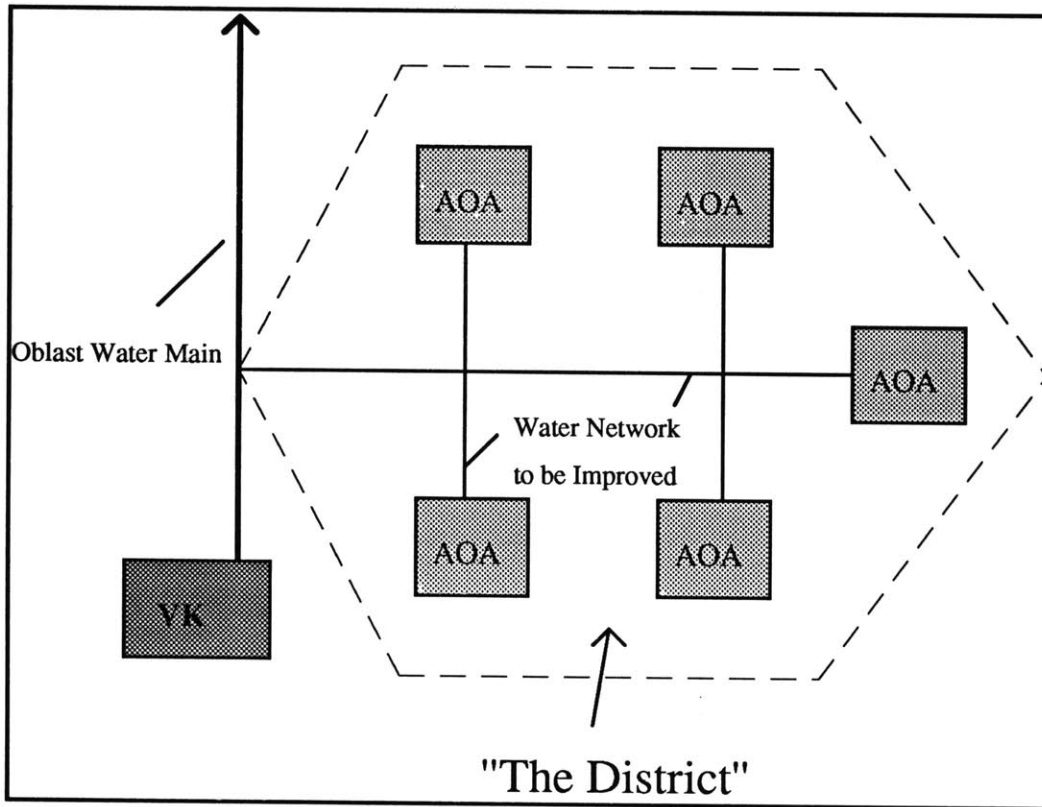 AOA
AOA
Oblast Water Main
AOA
Water Network
to be Improved
AOA
AOA
VK
"The District"